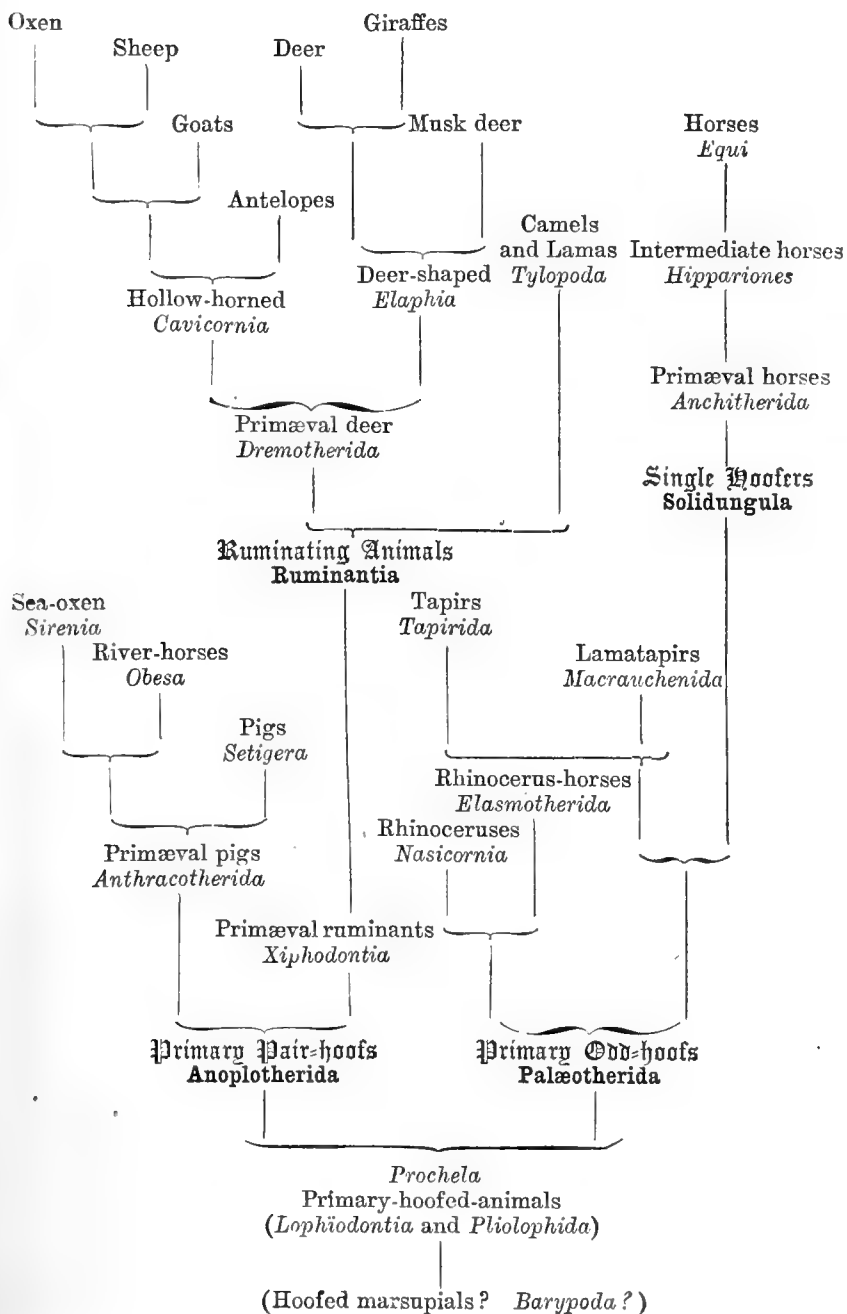 Oxen
Giraffes
Sheep
Deer
Goats
Musk deer
Horses
Equi
Antelopes
Camels
and Lamas
Tylopoda
Intermediate horses
Hippariones
Deer-shaped
Elaphia
Hollow-horned
Cavicornia
Primæval horses
Anchitherida
Primæval deer
Dremotherida
Single Hoofers
Solidungula
Ruminating Animals
Ruminantia
Sea-oxen
Sirenia
Tapirs
Tapirida
River-horses
Obesa
Lamatapirs
Macrauchenida
Pigs
Setigera
Rhinocerus-horses
Elasmotherida
Rhinoceruses
Nasicornia
Primæval pigs
Anthracotherida
Primæval ruminants
Xiphodontia
Primary Pair-hoofs
Anoplotherida
Primary Odd-hoofs
Palæotherida
Prochela
Primary-hoofed-animals
(Lophïodontia and Pliolophida)
(Hoofed marsupials? Barypoda?)